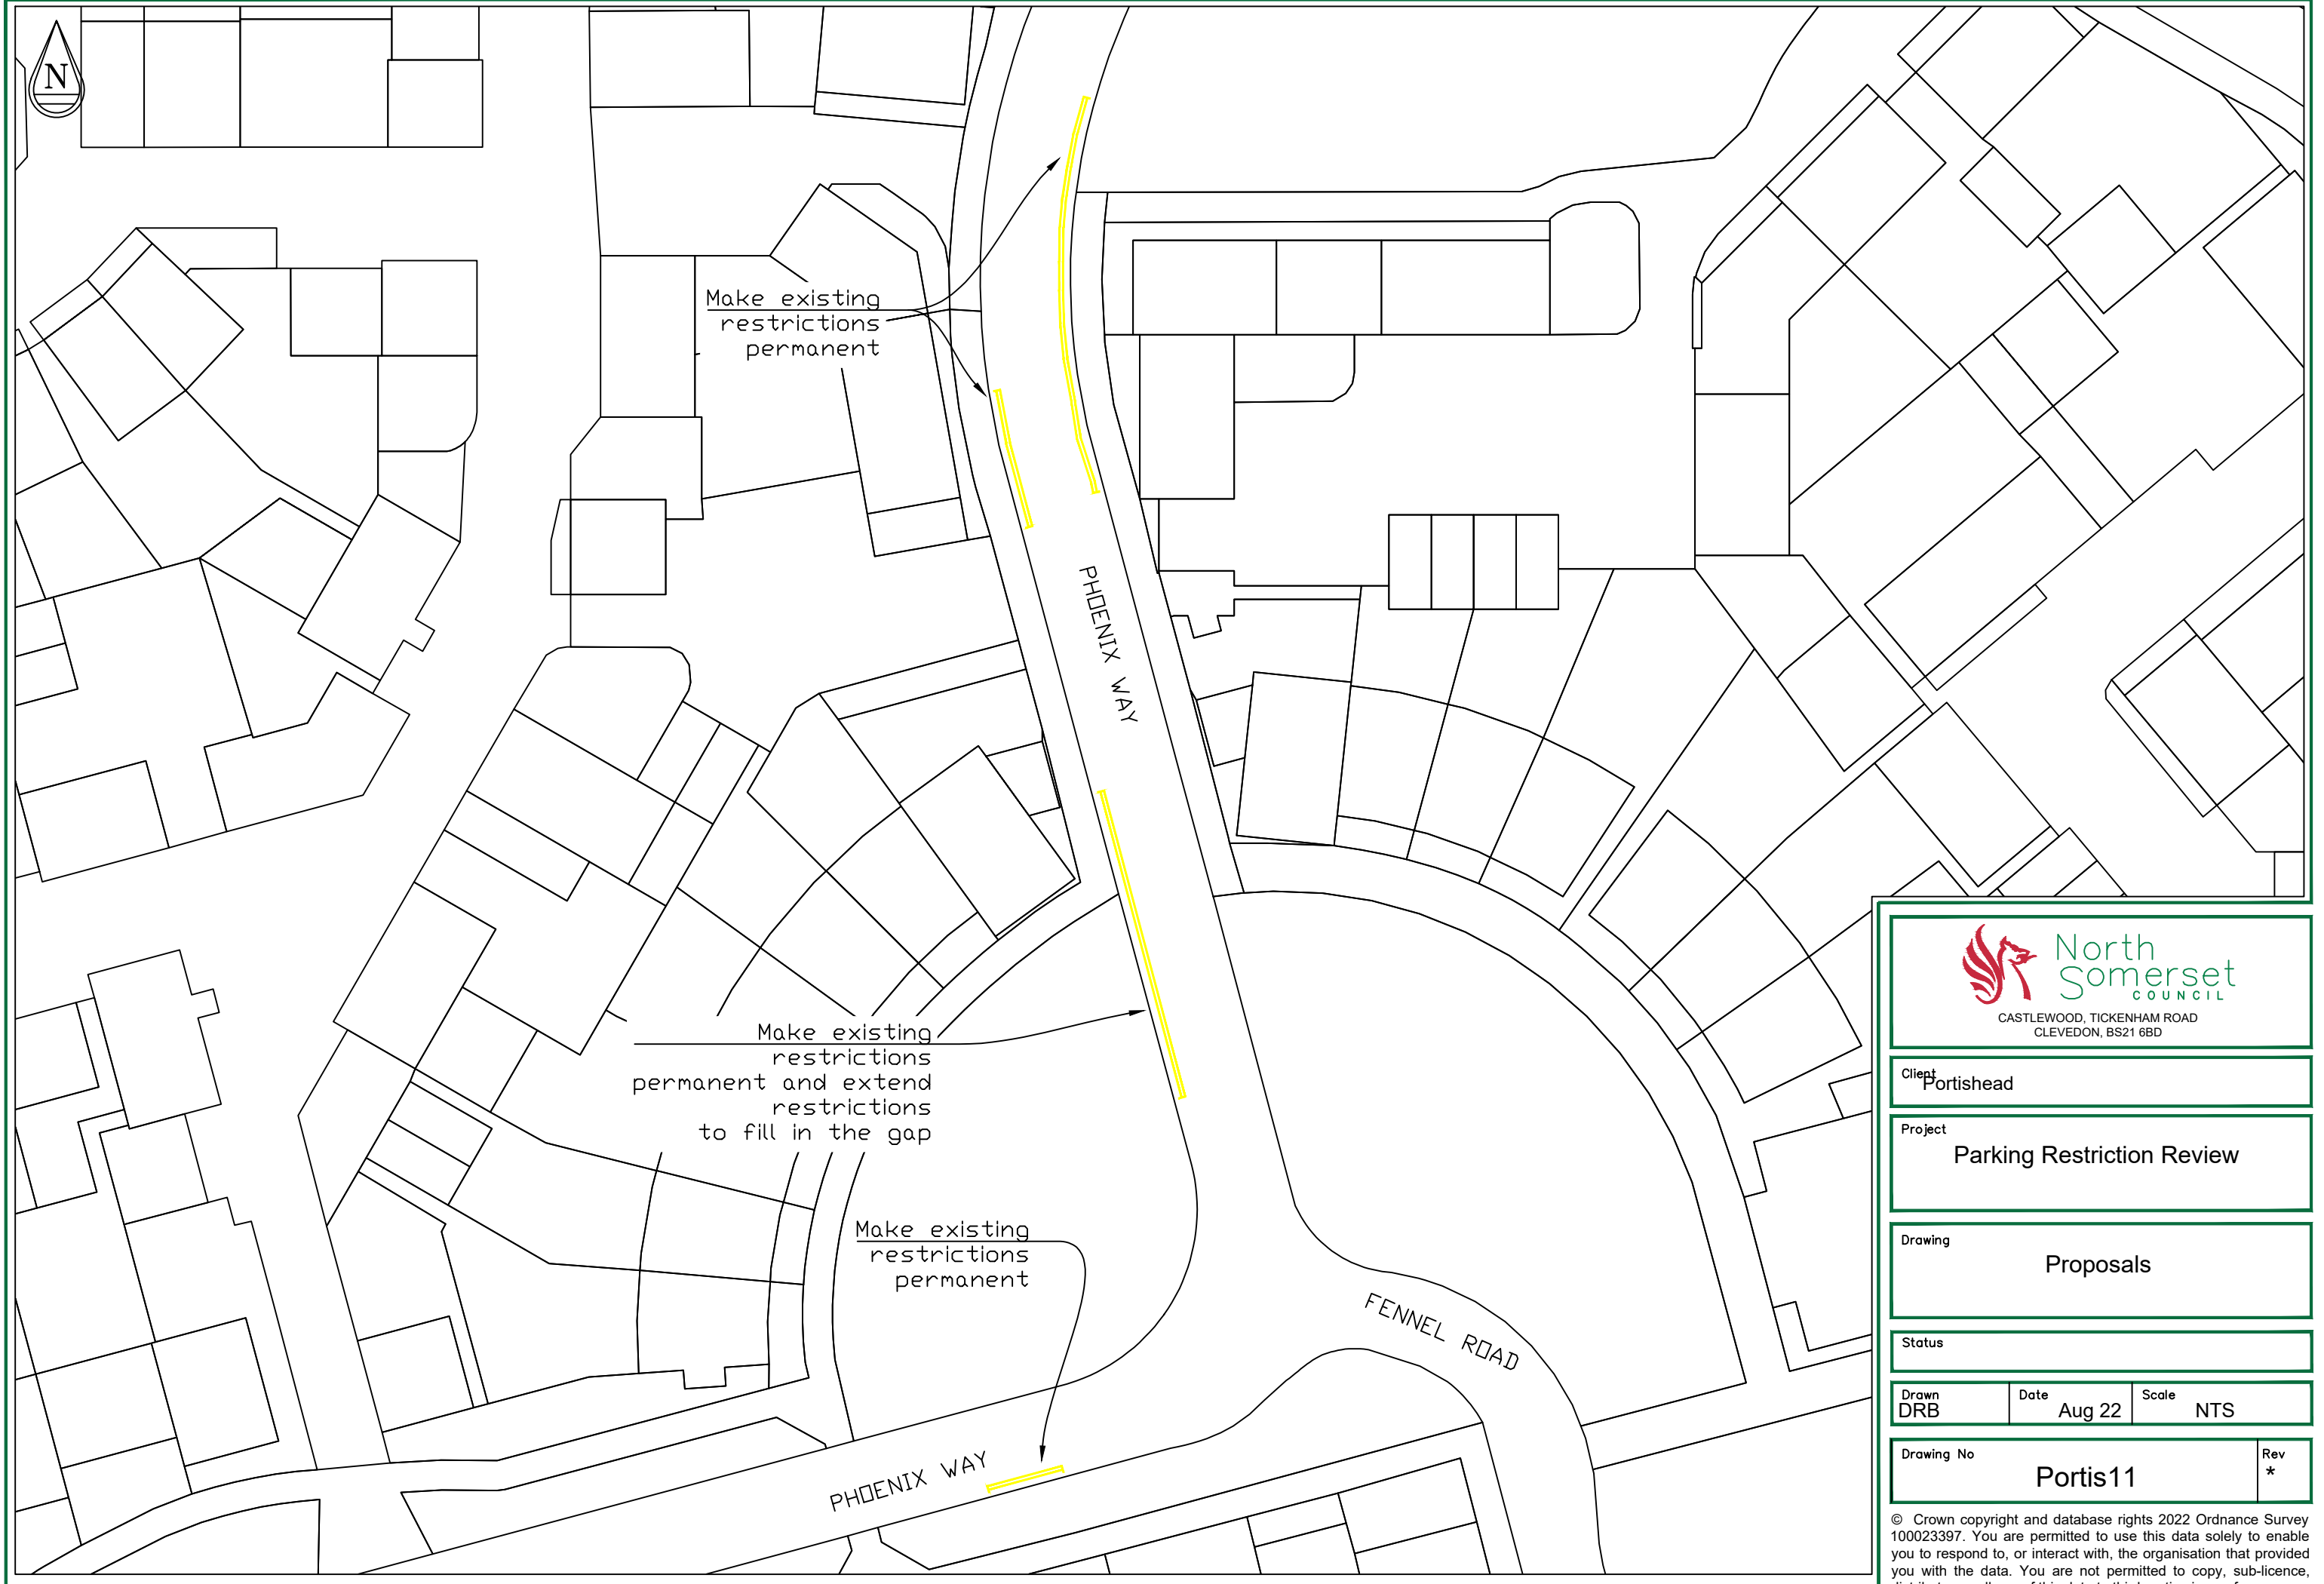 N
Make existing
restrictions
permanent
PHOENIX WAY
Make existing
restrictions
permanent and extend
restrictions
to fill in the gap
Make existing
restrictions
permanent
FENNEL ROAD
PHOENIX WAY
North
Somerset
COUNCIL
CASTLEWOOD, TICKENHAM ROAD
CLEVEDON, BS21 6BD
Client
Portishead
Project
Parking Restriction Review
Drawing
Proposals
Status
Drawn Date Scale
DRB Aug 22 NTS
Drawing No Rev
Portis11 *
© Crown copyright and database rights 2022 Ordnance Survey
100023397. You are permitted to use this data solely to enable
you to respond to, or interact with, the organisation that provided
you with the data. You are not permitted to copy, sub-licence,